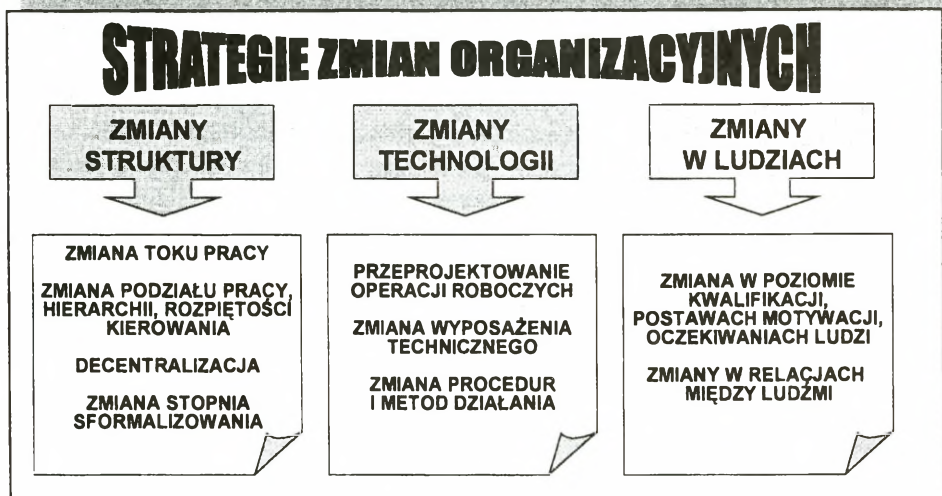 STRATEGIE ZMIAN ORGANIZACYJNYCH
ZMIANY
STRUKTURY
ZMIANA TOKU PRACY
ZMIANA PODZIAŁU PRACY,
HIERARCHII, ROZPIĘTOŚCI
KIEROWANIA
DECENTRALIZACJA
ZMIANA STOPNIA
SFORMALIZOWANIA
ZMIANY
TECHNOLOGII
PRZEPROJEKTOWANIE
OPERACJI ROBOCZYCH
ZMIANA WYPOSAŻENIA
TECHNICZNEGO
ZMIANA PROCEDUR
I METOD DZIAŁANIA
ZMIANY
W LUDZIACH
ZMIANA W POZIOMIE
KWALIFIKACJI,
POSTAWACH MOTYWACJI,
OCZEKIWANIACH LUDZI
ZMIANY W RELACJACH
MIĘDZY LUDŹMI